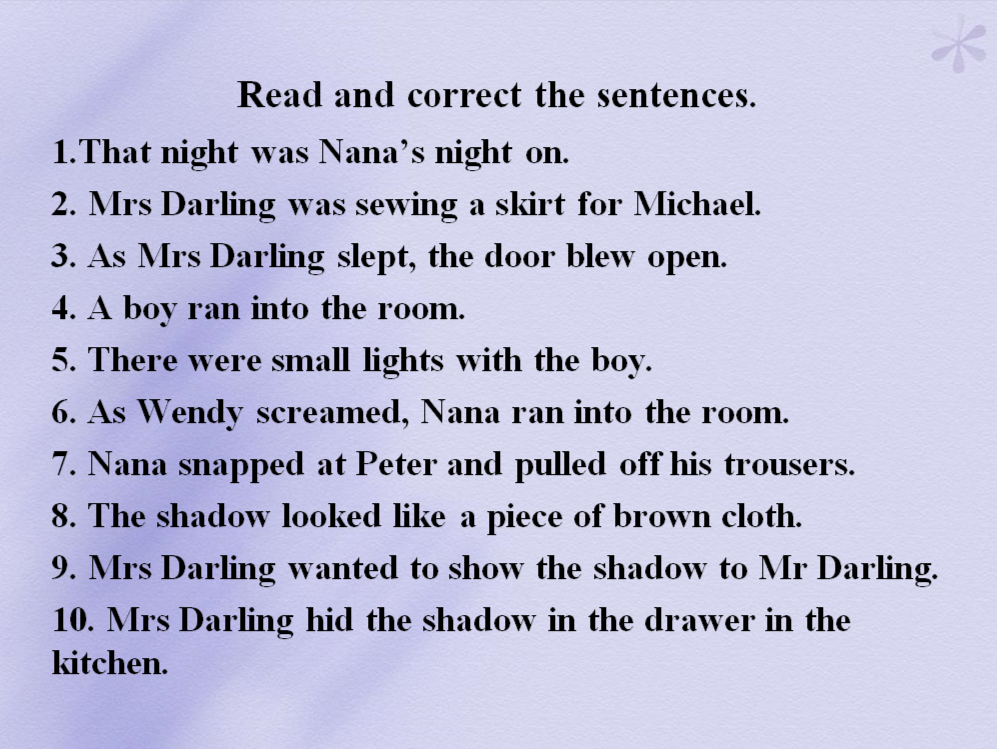 Read and correct the sentences.
1.That night was Nana’s night on.
2. Mrs Darling was sewing a skirt for Michael.
3. As Mrs Darling slept, the door blew open.
4. A boy ran into the room.
5. There were small lights with the boy.
6. As Wendy screamed, Nana ran into the room.
7. Nana snapped at Peter and pulled off his trousers.
8. The shadow looked like a piece of brown cloth.
9. Mrs Darling wanted to show the shadow to Mr Darling.
10. Mrs Darling hid the shadow in the drawer in the
kitchen.